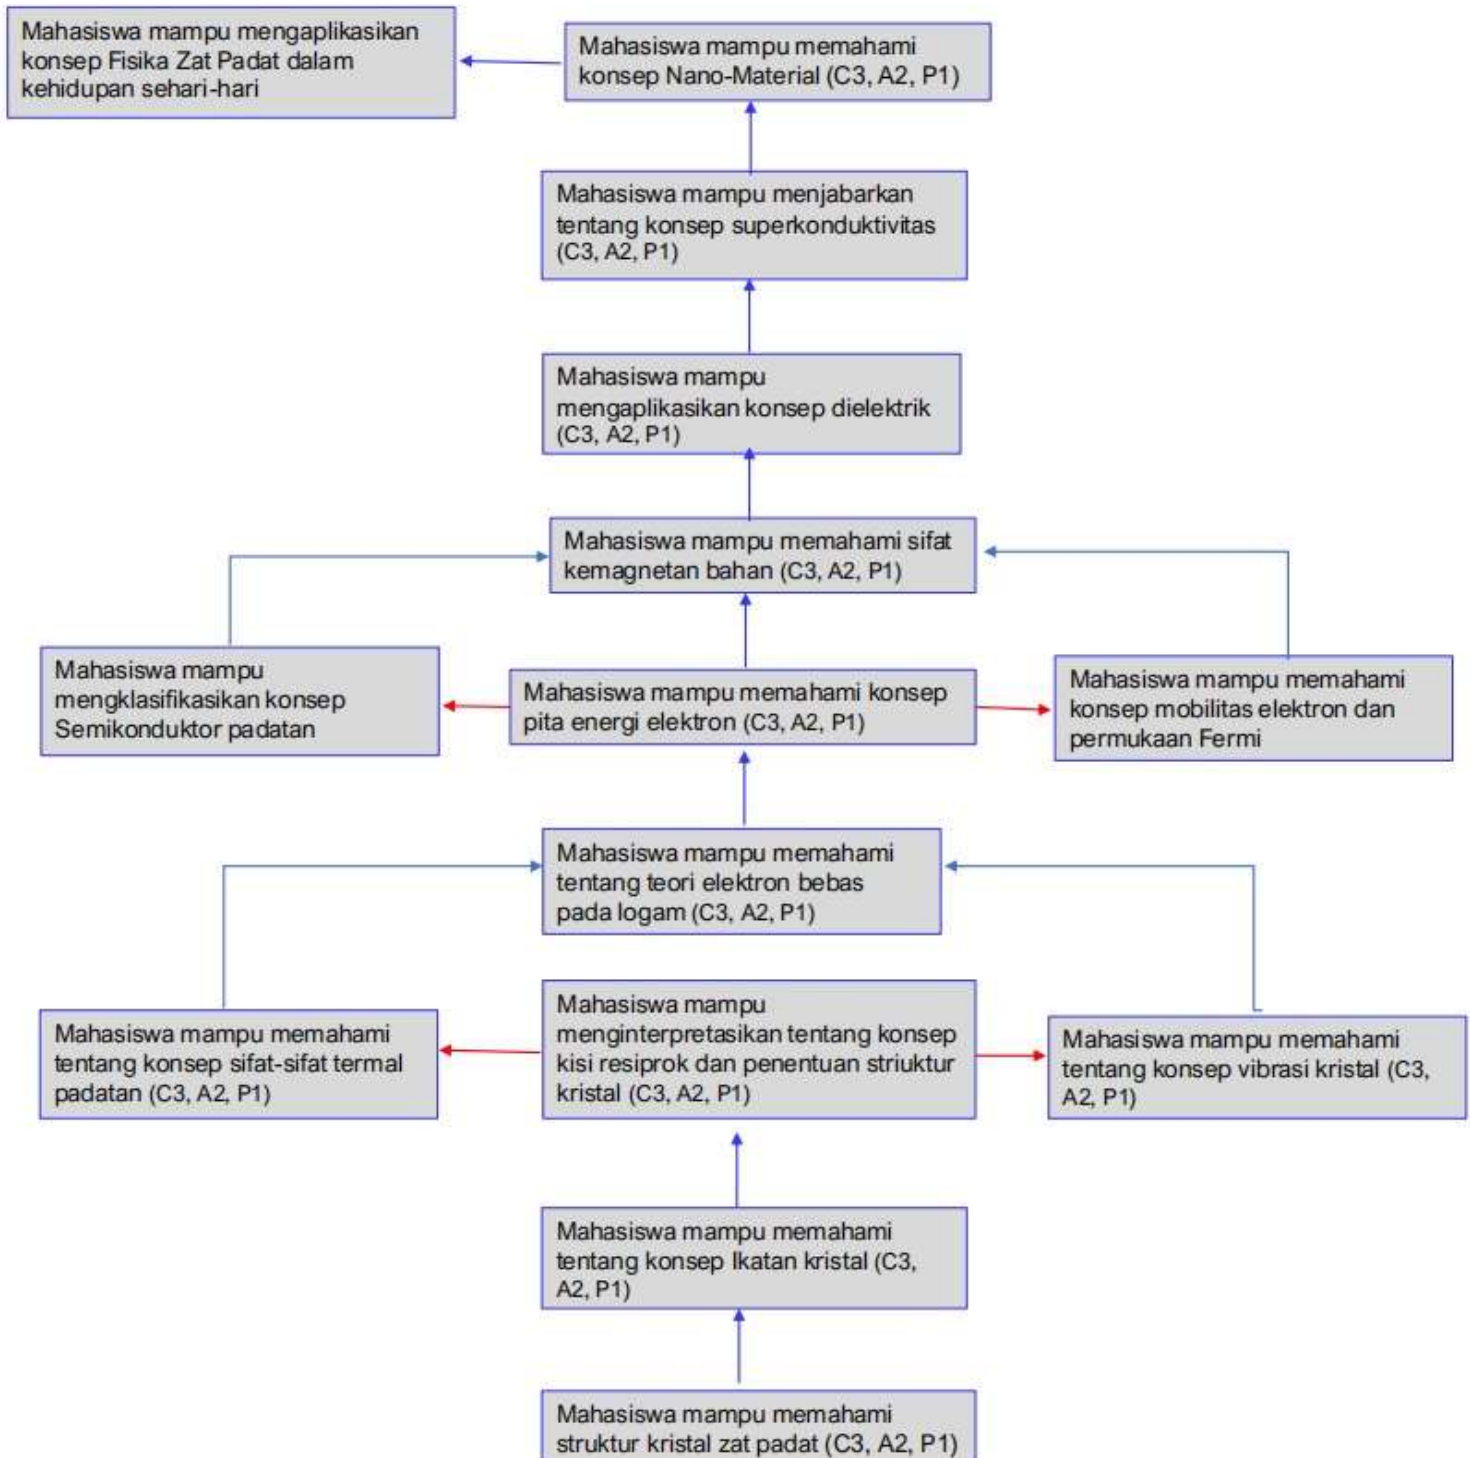 Mahasiswa mampu mengaplikasikan
konsep Fisika Zat Padat dalam
kehidupan sehari-hari
Mahasiswa mampu memahami
konsep Nano-Material (C3, A2, P1)
Mahasiswa mampu menjabarkan
tentang konsep superkonduktivitas
(C3, A2, P1)
Mahasiswa mampu
mengaplikasikan konsep dielektrik
(C3, A2, P1)
Mahasiswa mampu memahami sifat
kemagnetan bahan (C3, A2, P1)
Mahasiswa mampu
mengklasifikasikan konsep
Semikonduktor padatan
Mahasiswa mampu memahami konsep
pita energi elektron (C3, A2, P1)
Mahasiswa mampu memahami
konsep mobilitas elektron dan
permukaan Fermi
Mahasiswa mampu memahami
tentang teori elektron bebas
pada logam (C3, A2, P1)
Mahasiswa mampu memahami
tentang konsep sifat-sifat termal
padatan (C3, A2, P1)
Mahasiswa mampu
menginterpretasikan tentang konsep
kisi resiprok dan penentuan striuktur
kristal (C3, A2, P1)
Mahasiswa mampu memahami
tentang konsep vibrasi kristal (C3,
A2, P1)
Mahasiswa mampu memahami
tentang konsep Ikatan kristal (C3,
A2, P1)
Mahasiswa mampu memahami
struktur kristal zat padat (C3, A2, P1)